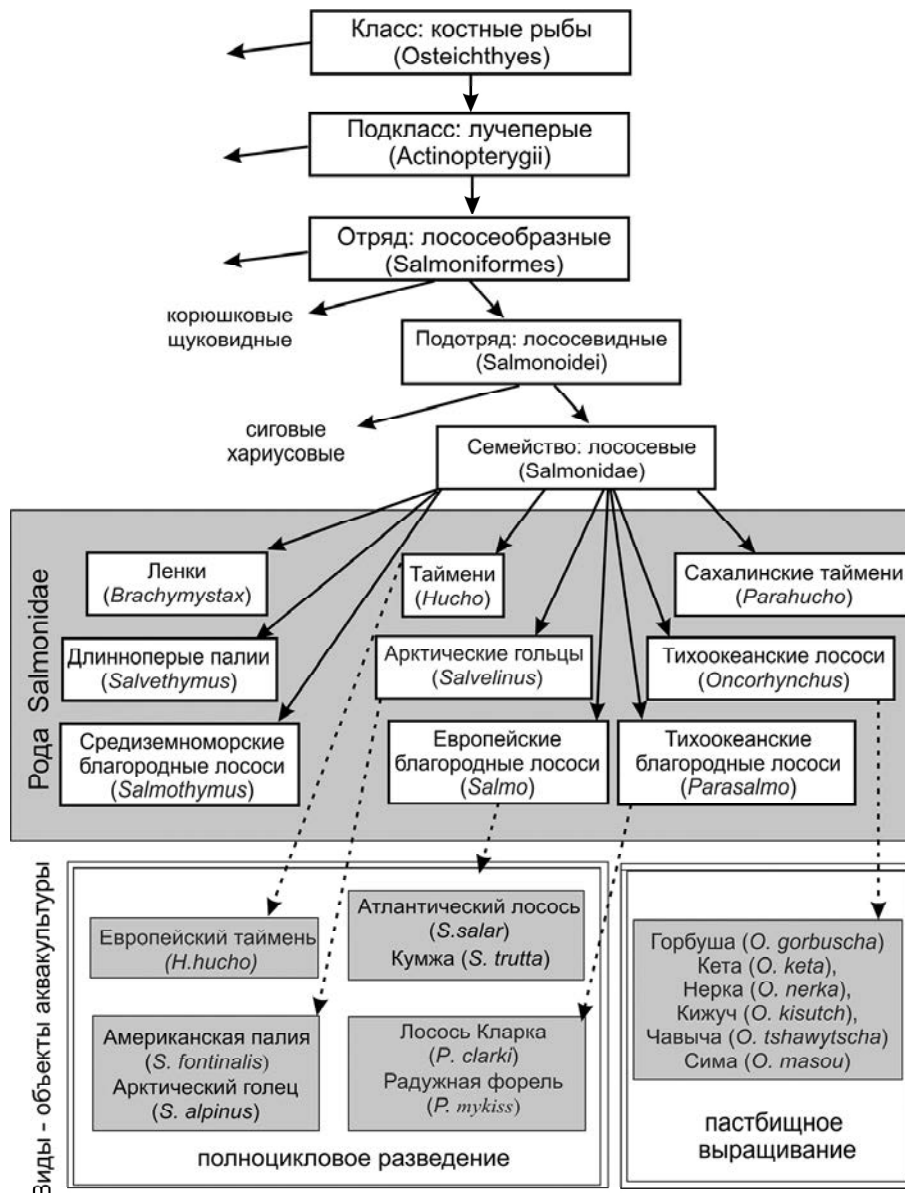 Класс: костные рыбы
(Osteichthyes)
Подкласс: лучеперые
(Actinopterygii)
Отряд: лососеобразные
(Salmoniformes)
корюшковые
щуковидные
Подотряд: лососевидные
(Salmonoidei)
сиговые
хариусовые
Семейство: лососевые
(Salmonidae)
Рода Salmonidae
Ленки
(Brachymystax)
Таймени
(Hucho)
Сахалинские таймени
(Parahucho)
Длинноперые палии
(Salvethymus)
Арктические гольцы
(Salvelinus)
Тихоокеанские лососи
(Oncorhynchus)
Средиземноморские
благородные лососи
(Salmothymus)
Европейские
благородные лососи
(Salmo)
Тихоокеанские
благородные лососи
(Parasalmo)
Виды - объекты аквакультуры
Европейский таймень
(H.hucho)
Атлантический лосось
(S.salar)
Кумжа (S. trutta)
Американская палия
(S. fontinalis)
Арктический голец
(S. alpinus)
Лосось Кларка
(P. clarki)
Радужная форель
(P. mykiss)
полноцикловое разведение
Горбуша (O. gorbuscha)
Кета (O. keta),
Нерка (O. nerka),
Кижуч (O. kisutch),
Чавыча (O. tshawytscha)
Сима (O. masou)
пастбищное
выращивание